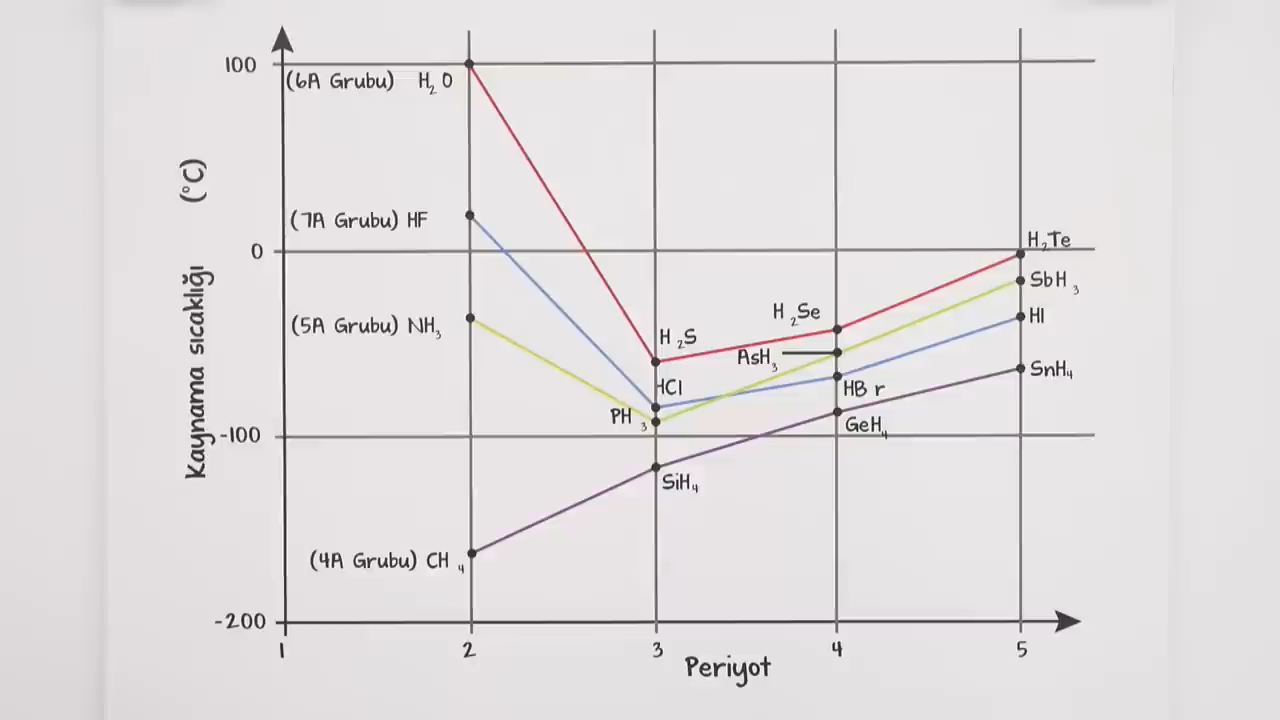 100
(6A Grubu) H₂O
(°C)
(7A Grubu) HF
0
H₂Te
SbH₃
H₂Se
HI
(5A Grubu) NH₃
H₂S
AsH₃
SnH₄
HCl
HBr
PH₃
GeH₄
-100
Kaynama sıcaklığı
SiH₄
(4A Grubu) CH₄
-200
1 2 3 4 5
Periyot